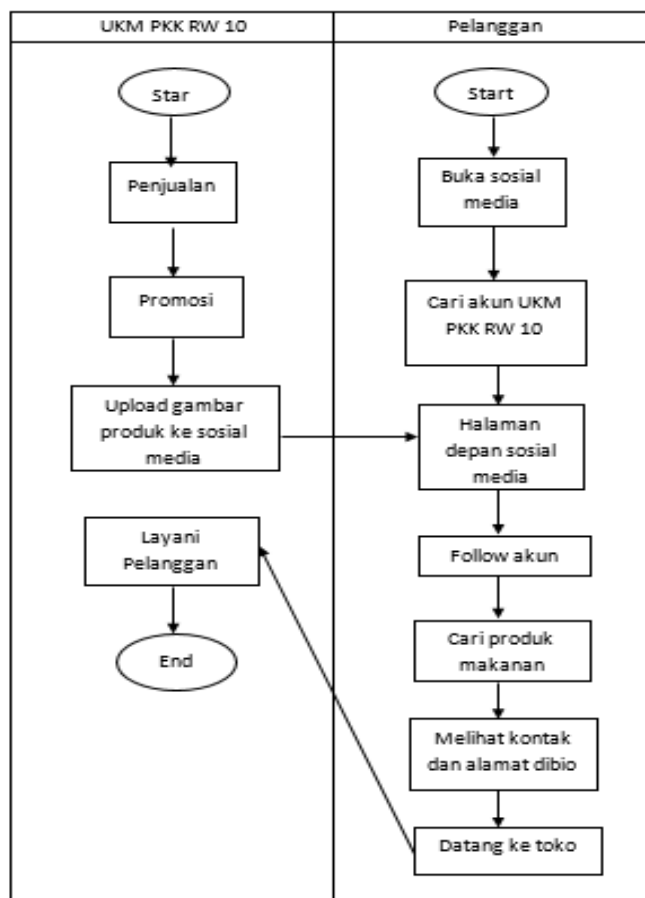 UKM PKK RW 10
Star
Penjualan
Promosi
Upload gambar
produk ke sosial
media
Layani
Pelanggan
End
Pelanggan
Start
Buka sosial
media
Cari akun UKM
PKK RW 10
Halaman
depan sosial
media
Follow akun
Cari produk
makanan
Melihat kontak
dan alamat dibio
Datang ke toko